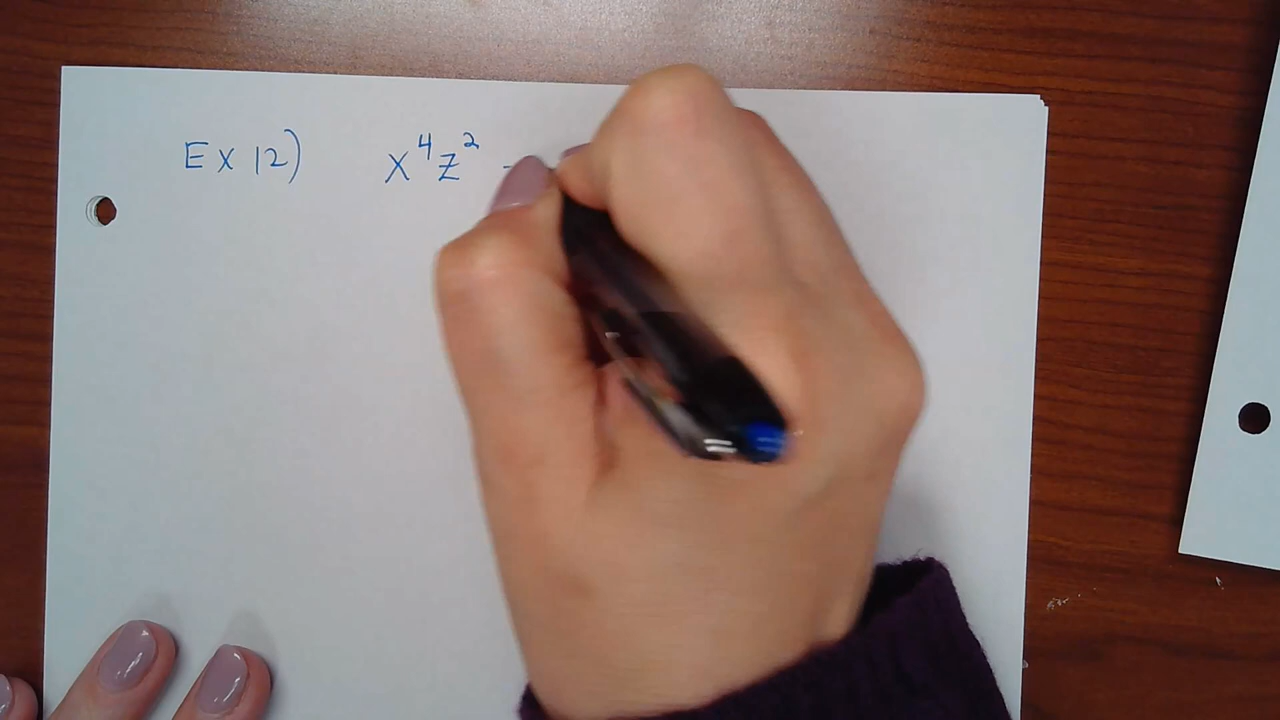 Ex 12) x⁴z² -